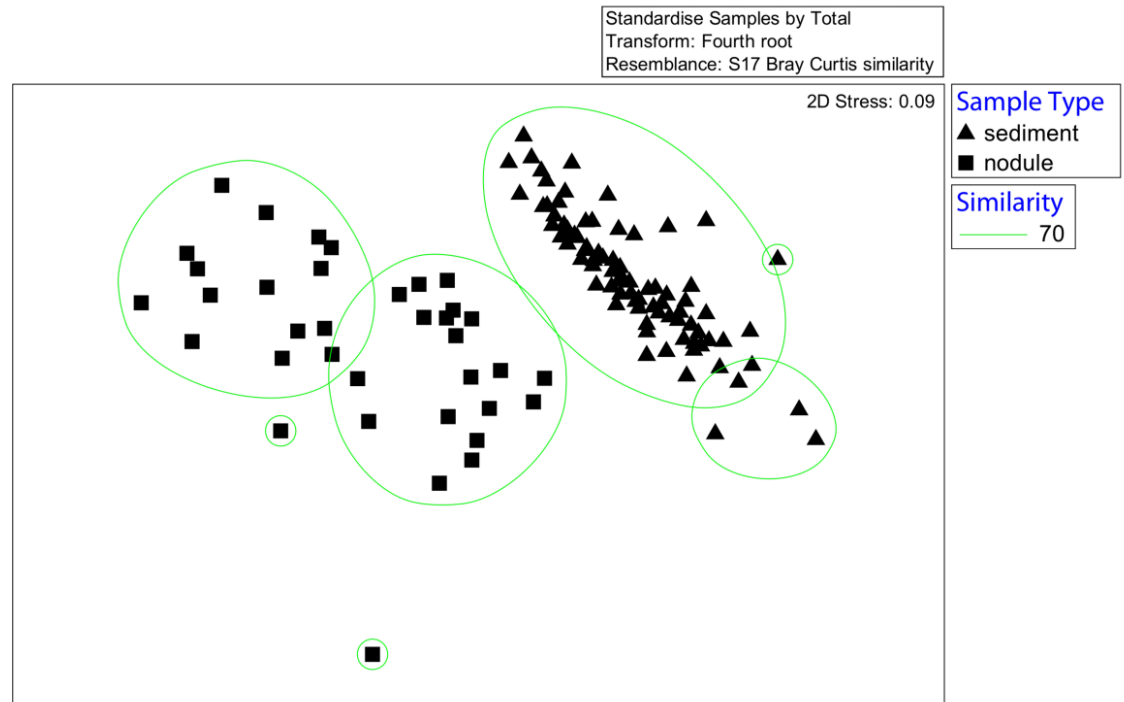 Standardise Samples by Total
Transform: Fourth root
Resemblance: S17 Bray Curtis similarity
2D Stress: 0.09
Sample Type
sediment
nodule
Similarity
70